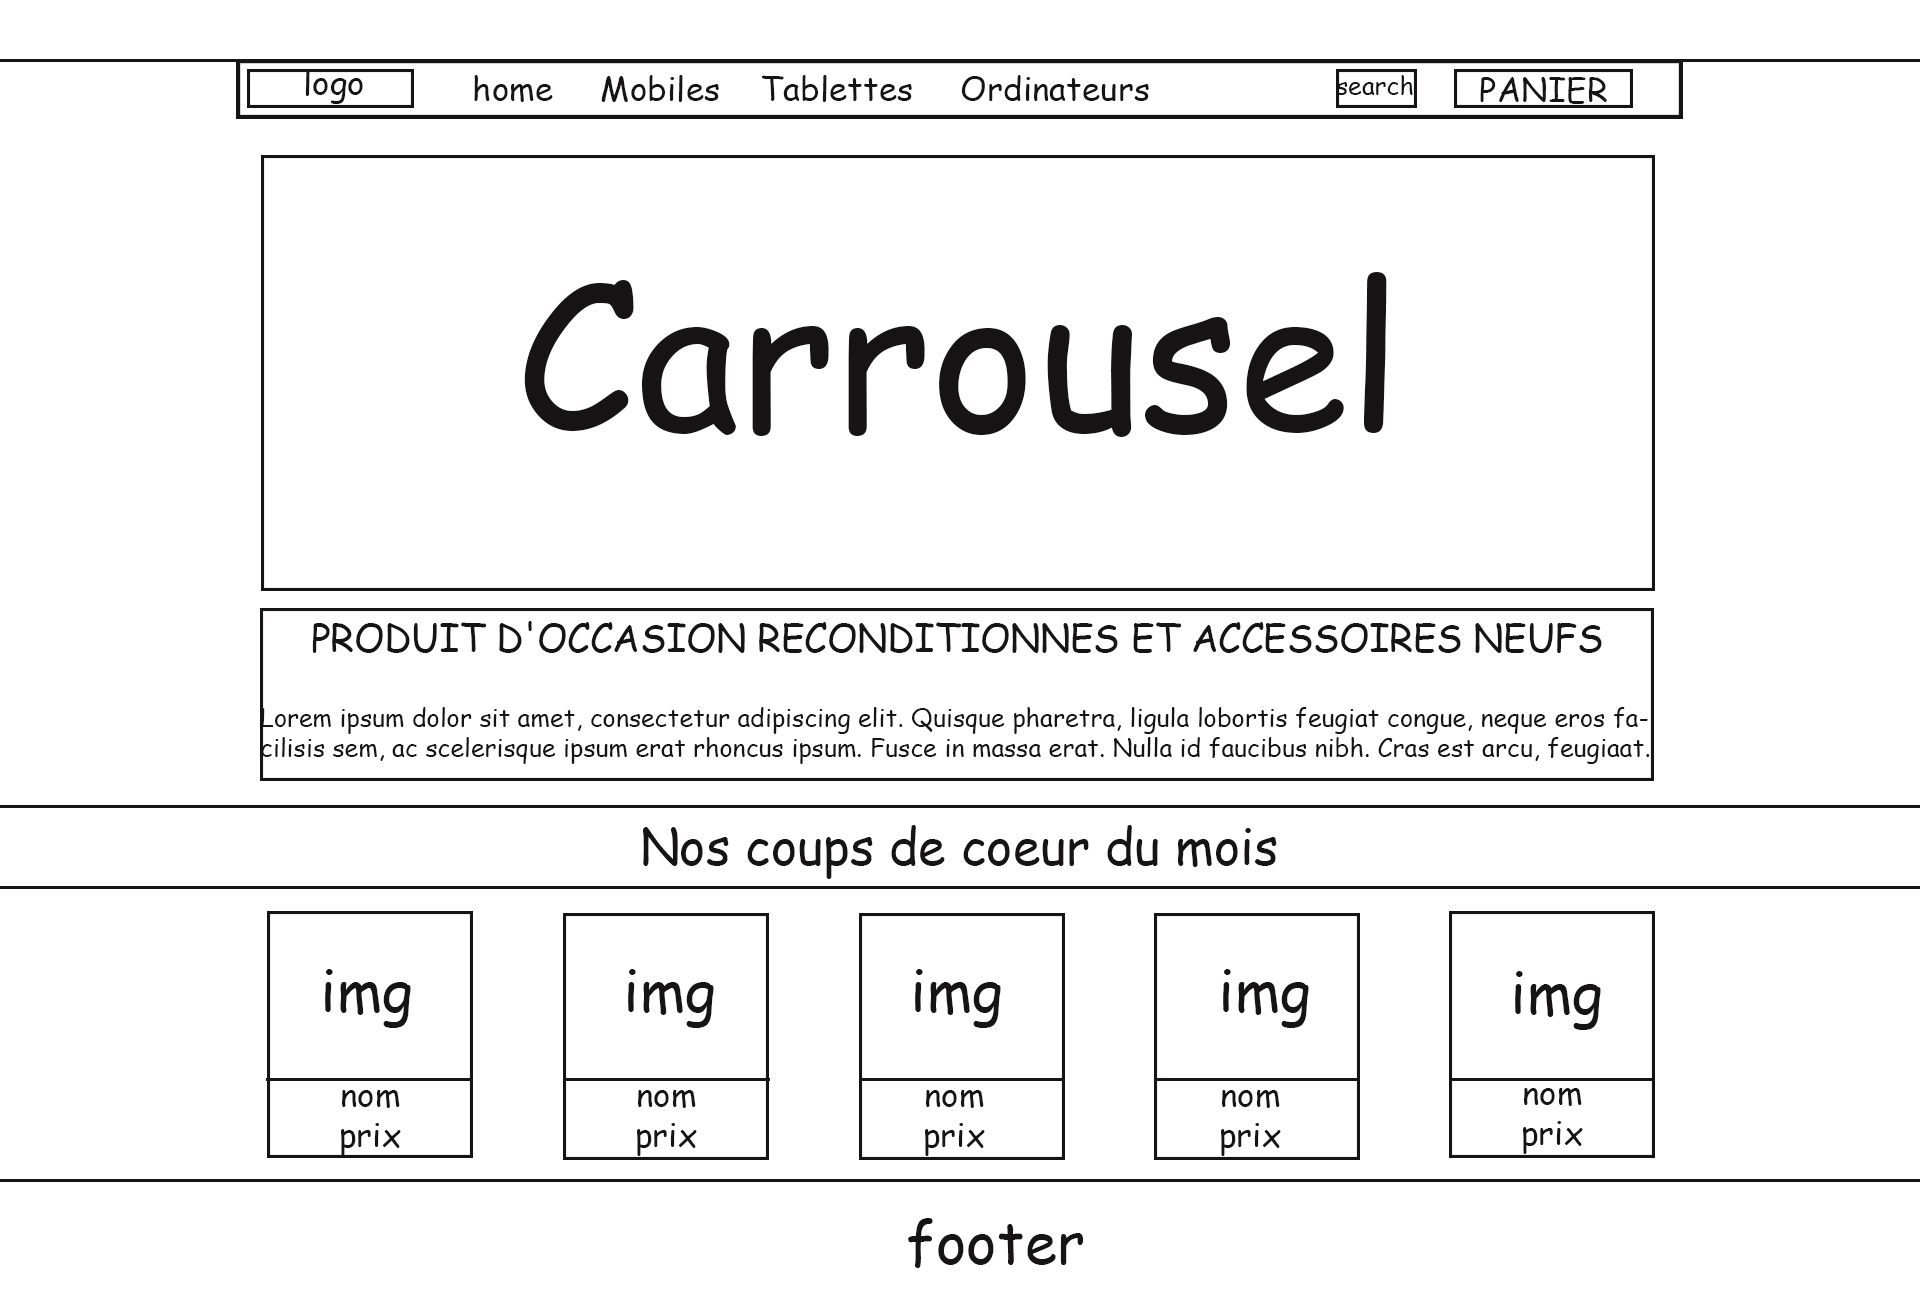 logo home Mobiles Tablettes Ordinateurs search PANIER
Carrousel
PRODUIT D'OCCASION RECONDITIONNES ET ACCESSOIRES NEUFS
Lorem ipsum dolor sit amet, consectetur adipiscing elit. Quisque pharetra, ligula lobortis feugiat congue, neque eros fa-
cilisis sem, ac scelerisque ipsum erat rhoncus ipsum. Fusce in massa erat. Nulla id faucibus nibh. Cras est arcu, feugiaat.
Nos coups de coeur du mois
img img img img img
nom nom nom nom nom
prix prix prix prix prix
footer